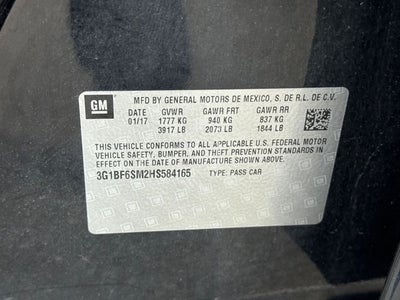 GM MFD BY GENERAL MOTORS DE MEXICO, S. DE R.L. DE C.V.
DATE GVWR GAWR FRT GAWR RR
01/17 1777 KG 940 KG 837 KG
3917 LB 2073 LB 1844 LB
THIS VEHICLE CONFORMS TO ALL APPLICABLE U.S. FEDERAL MOTOR
VEHICLE SAFETY, BUMPER, AND THEFT PREVENTION STANDARDS IN
EFFECT ON THE DATE OF MANUFACTURE SHOWN ABOVE.
3G1BF6SM2HS584165 TYPE: PASS CAR